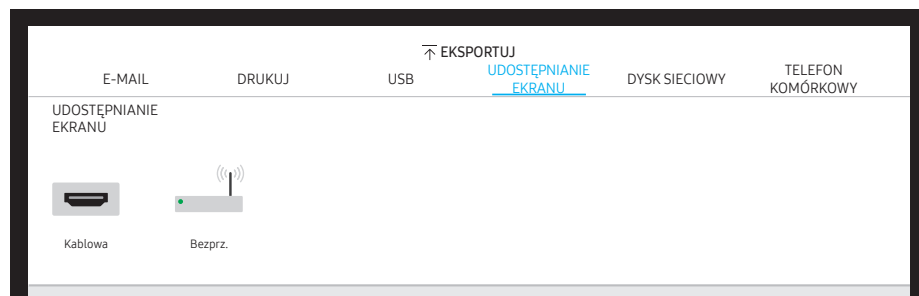 EKSPORTUJ
E-MAIL DRUKUJ USB UDOSTĘPNIANIE EKRANU DYSK SIECIOWY TELEFON KOMÓRKOWY
UDOSTĘPNIANIE
EKRANU
Kablowa Bezprz.